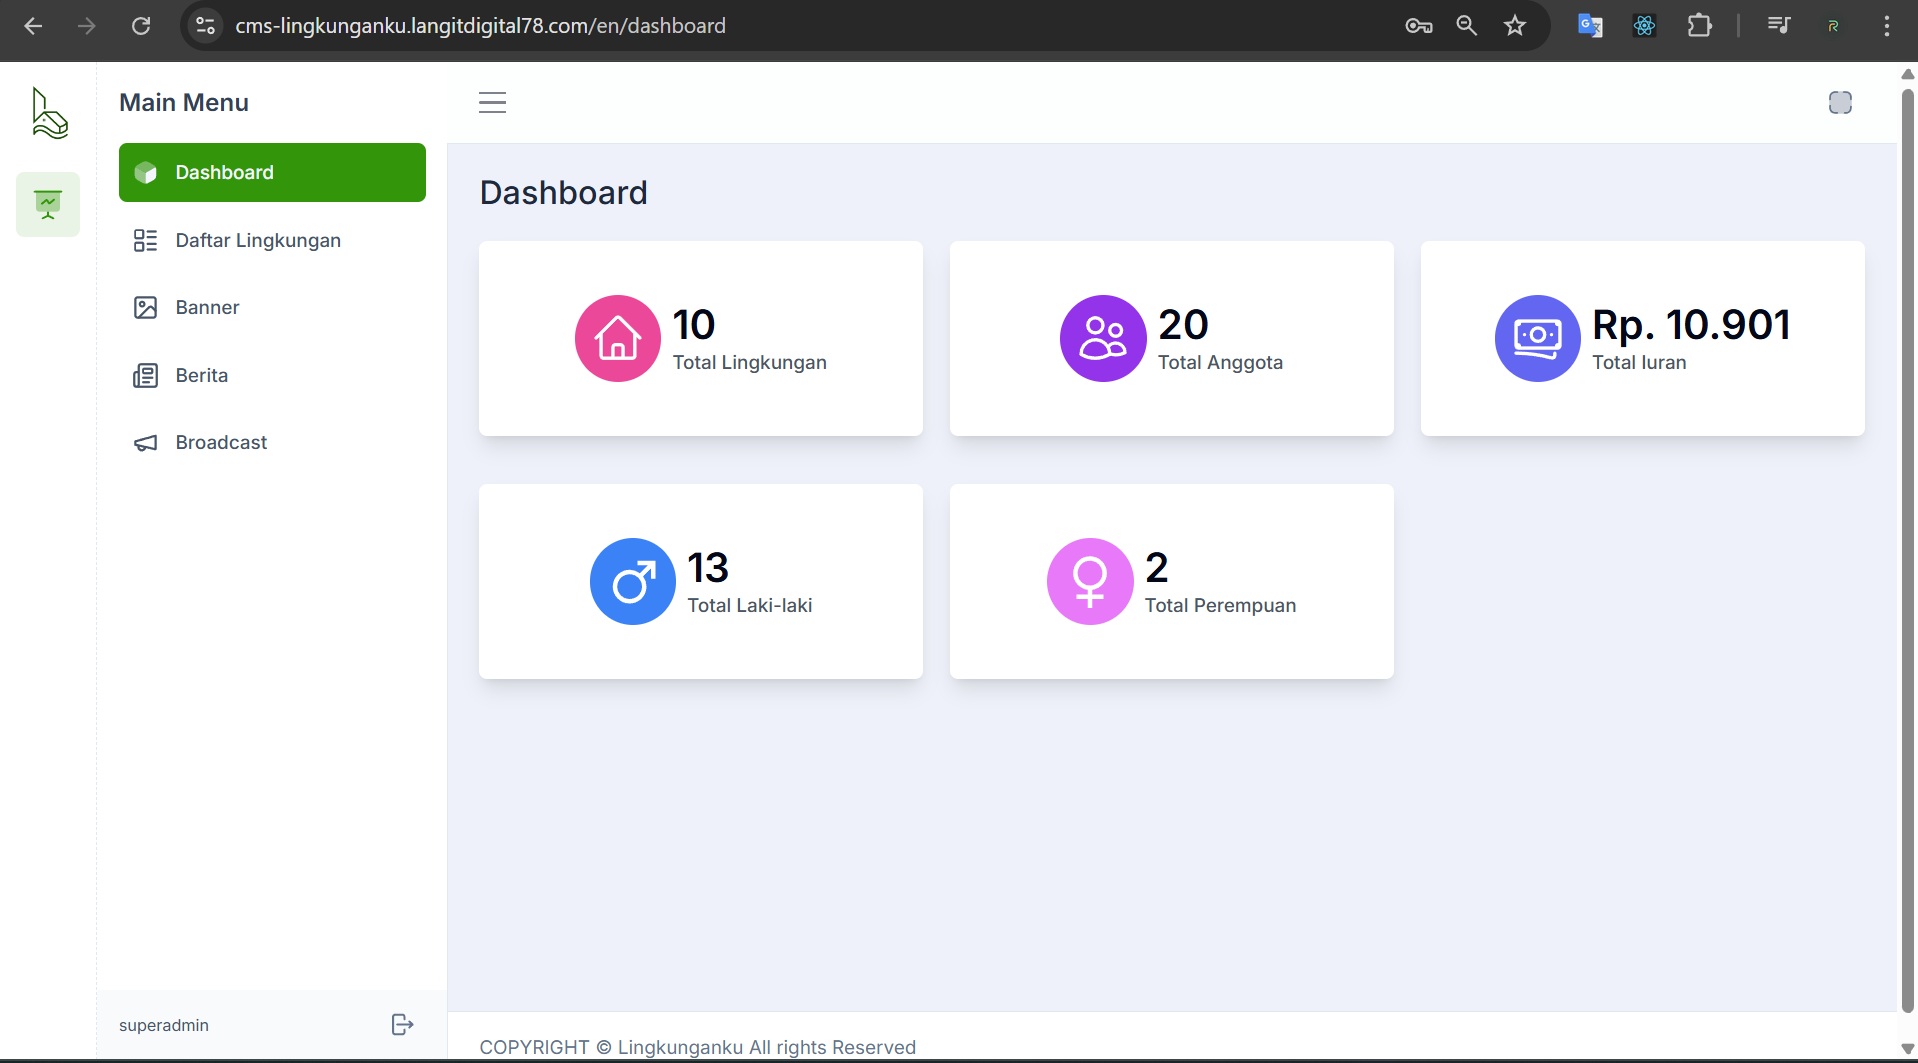 cms-lingkunganku.langitdigital78.com/en/dashboard
Main Menu
Dashboard
Daftar Lingkungan
Banner
Berita
Broadcast
superadmin
Dashboard
10
Total Lingkungan
20
Total Anggota
Rp. 10.901
Total Iuran
13
Total Laki-laki
2
Total Perempuan
COPYRIGHT © Lingkunganku All rights Reserved